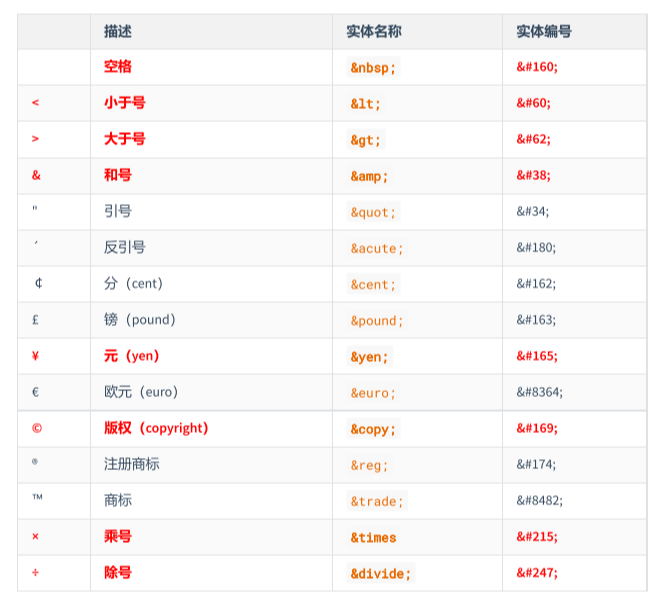 描述 实体名称 实体编号
空格 &nbsp; &#160;
< 小于号 &lt; &#60;
> 大于号 &gt; &#62;
& 和号 &amp; &#38;
" 引号 &quot; &#34;
´ 反引号 &acute; &#180;
¢ 分（cent） &cent; &#162;
£ 镑（pound） &pound; &#163;
¥ 元（yen） &yen; &#165;
€ 欧元（euro） &euro; &#8364;
© 版权（copyright） &copy; &#169;
® 注册商标 &reg; &#174;
™ 商标 &trade; &#8482;
× 乘号 &times &#215;
÷ 除号 &divide; &#247;